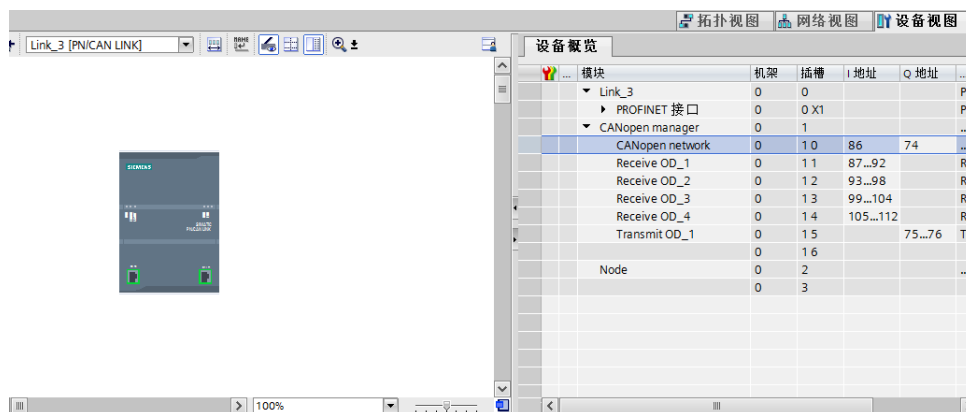 拓扑视图 网络视图 设备视图
Link_3 [PN/CAN LINK]
设备概览
... 模块 机架 插槽 I 地址 Q 地址 ...
Link_3 0 0
PROFINET 接口 0 0 X1
CANopen manager 0 1 ...
CANopen network 0 1 0 86 74 ...
Receive OD_1 0 1 1 87...92
Receive OD_2 0 1 2 93...98
Receive OD_3 0 1 3 99...104
Receive OD_4 0 1 4 105...112
Transmit OD_1 0 1 5 75...76
0 1 6
Node 0 2 ...
0 3
SIEMENS
SIMATIC
PN/CAN LINK
100%